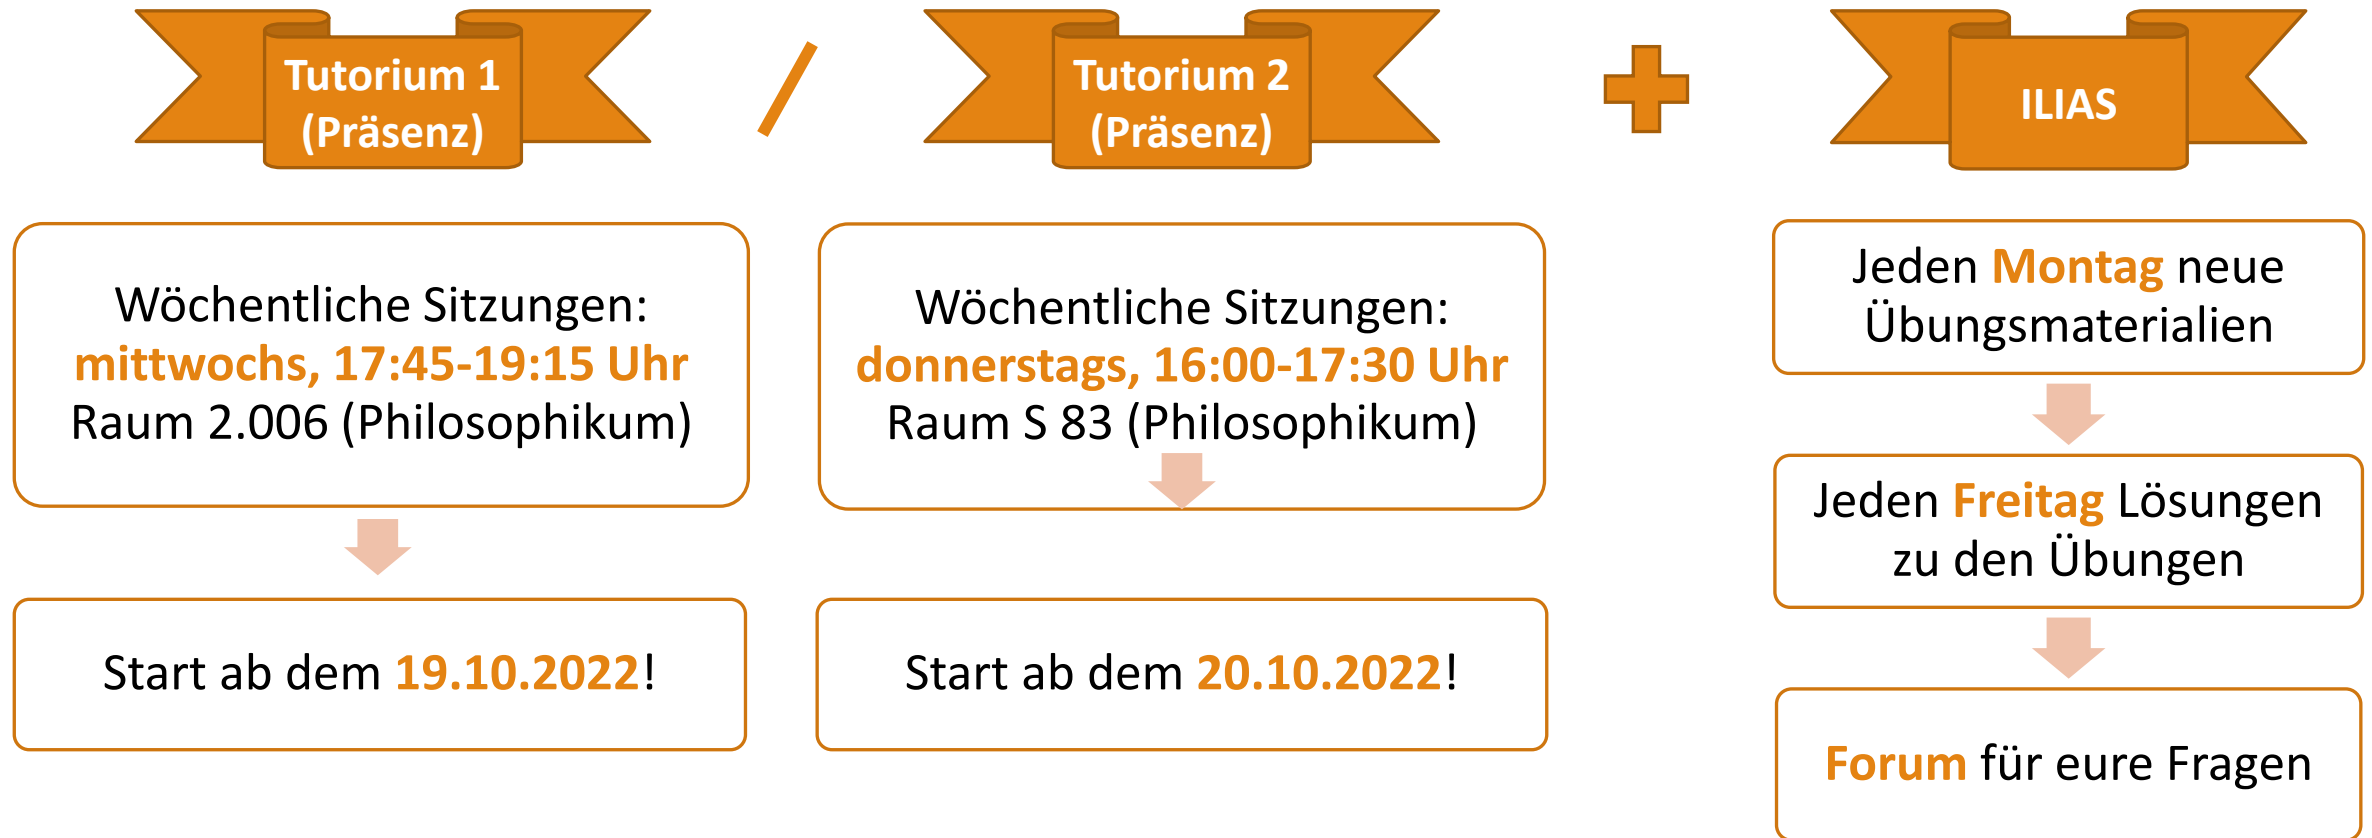 Tutorium 1
(Präsenz)
Wöchentliche Sitzungen:
mittwochs, 17:45-19:15 Uhr
Raum 2.006 (Philosophikum)
Start ab dem 19.10.2022!
Tutorium 2
(Präsenz)
Wöchentliche Sitzungen:
donnerstags, 16:00-17:30 Uhr
Raum S 83 (Philosophikum)
Start ab dem 20.10.2022!
ILIAS
Jeden Montag neue
Übungsmaterialien
Jeden Freitag Lösungen
zu den Übungen
Forum für eure Fragen